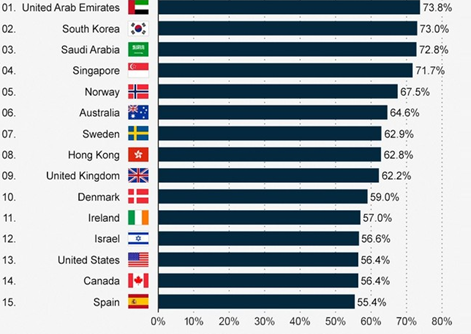 01. United Arab Emirates 73.8%
02. South Korea 73.0%
03. Saudi Arabia 72.8%
04. Singapore 71.7%
05. Norway 67.5%
06. Australia 64.6%
07. Sweden 62.9%
08. Hong Kong 62.8%
09. United Kingdom 62.2%
10. Denmark 59.0%
11. Ireland 57.0%
12. Israel 56.6%
13. United States 56.4%
14. Canada 56.4%
15. Spain 55.4%
0% 10% 20% 30% 40% 50% 60% 70% 80%